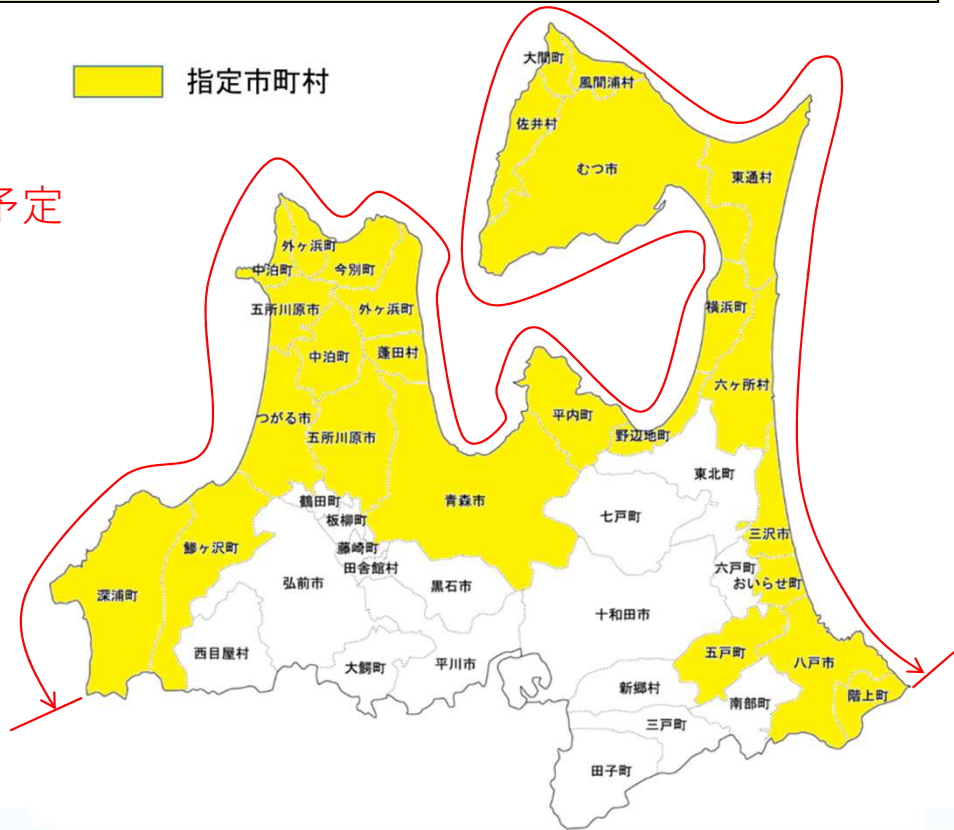 指定市町村
予定
大間町
風間浦村
佐井村
むつ市
東通村
外ヶ浜町
中泊町
今別町
五所川原市
外ヶ浜町
横浜町
中泊町
蓬田村
六ヶ所村
つがる市
五所川原市
平内町
野辺地町
東北町
鶴田町
青森市
七戸町
板柳町
三沢市
鰺ヶ沢町
藤崎町
田舎館村
六戸町
弘前市
黒石市
おいらせ町
深浦町
十和田市
西目屋村
五戸町
八戸市
大鰐町
平川市
新郷村
階上町
南部町
三戸町
田子町